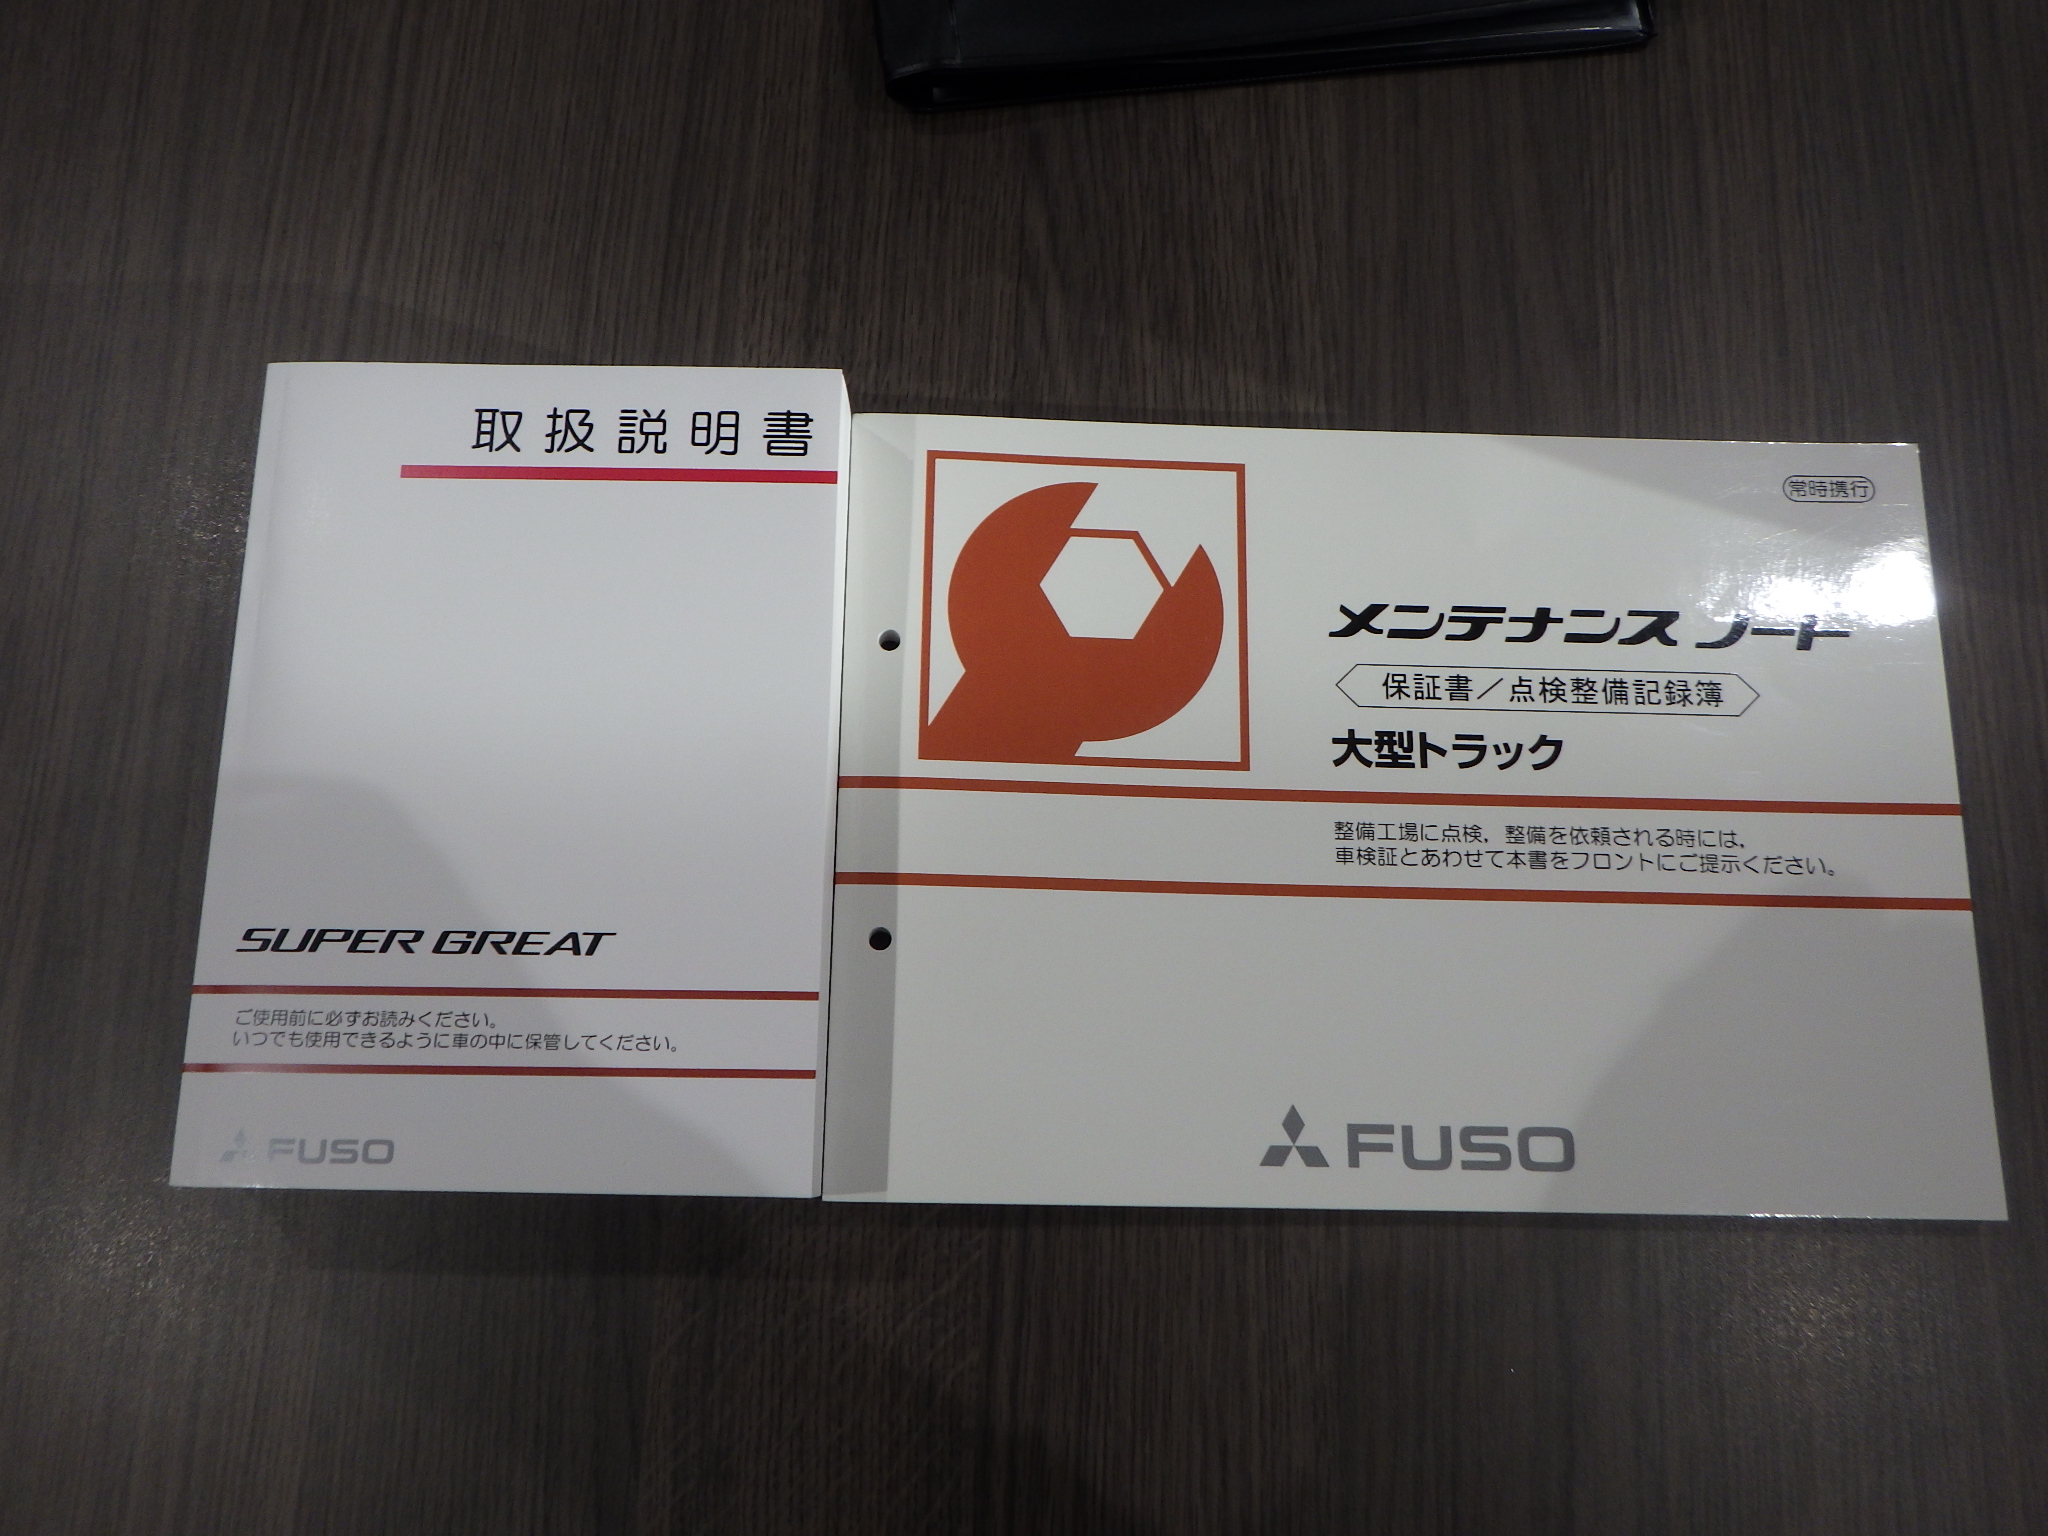 取扱説明書
SUPER GREAT
ご使用前に必ずお読みください。
いつでも使用できるように車の中に保管してください。
FUSO
常時携行
メンテナンスノート
保証書／点検整備記録簿
大型トラック
整備工場に点検，整備を依頼される時には，
車検証とあわせて本書をフロントにご提示ください。
FUSO